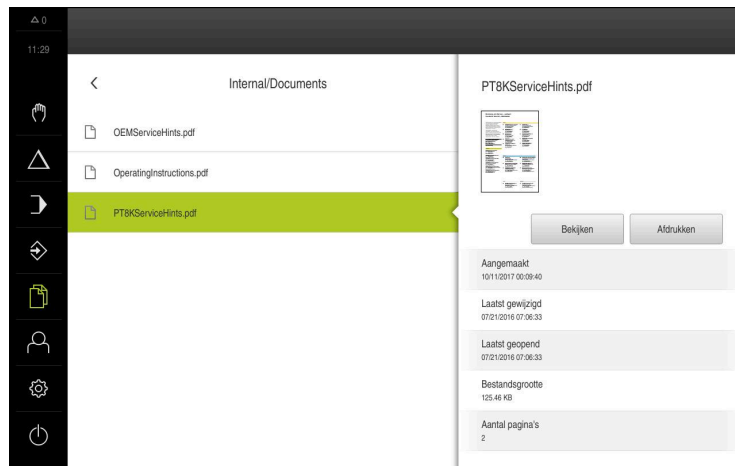 0
11:29
Internal/Documents
OEMServiceHints.pdf
OperatingInstructions.pdf
PT8KServiceHints.pdf
PT8KServiceHints.pdf
Bekijken
Afdrukken
Aangemaakt
10/11/2017 00:09:40
Laatst gewijzigd
07/21/2016 07:06:33
Laatst geopend
07/21/2016 07:06:33
Bestandsgrootte
125.46 KB
Aantal pagina's
2